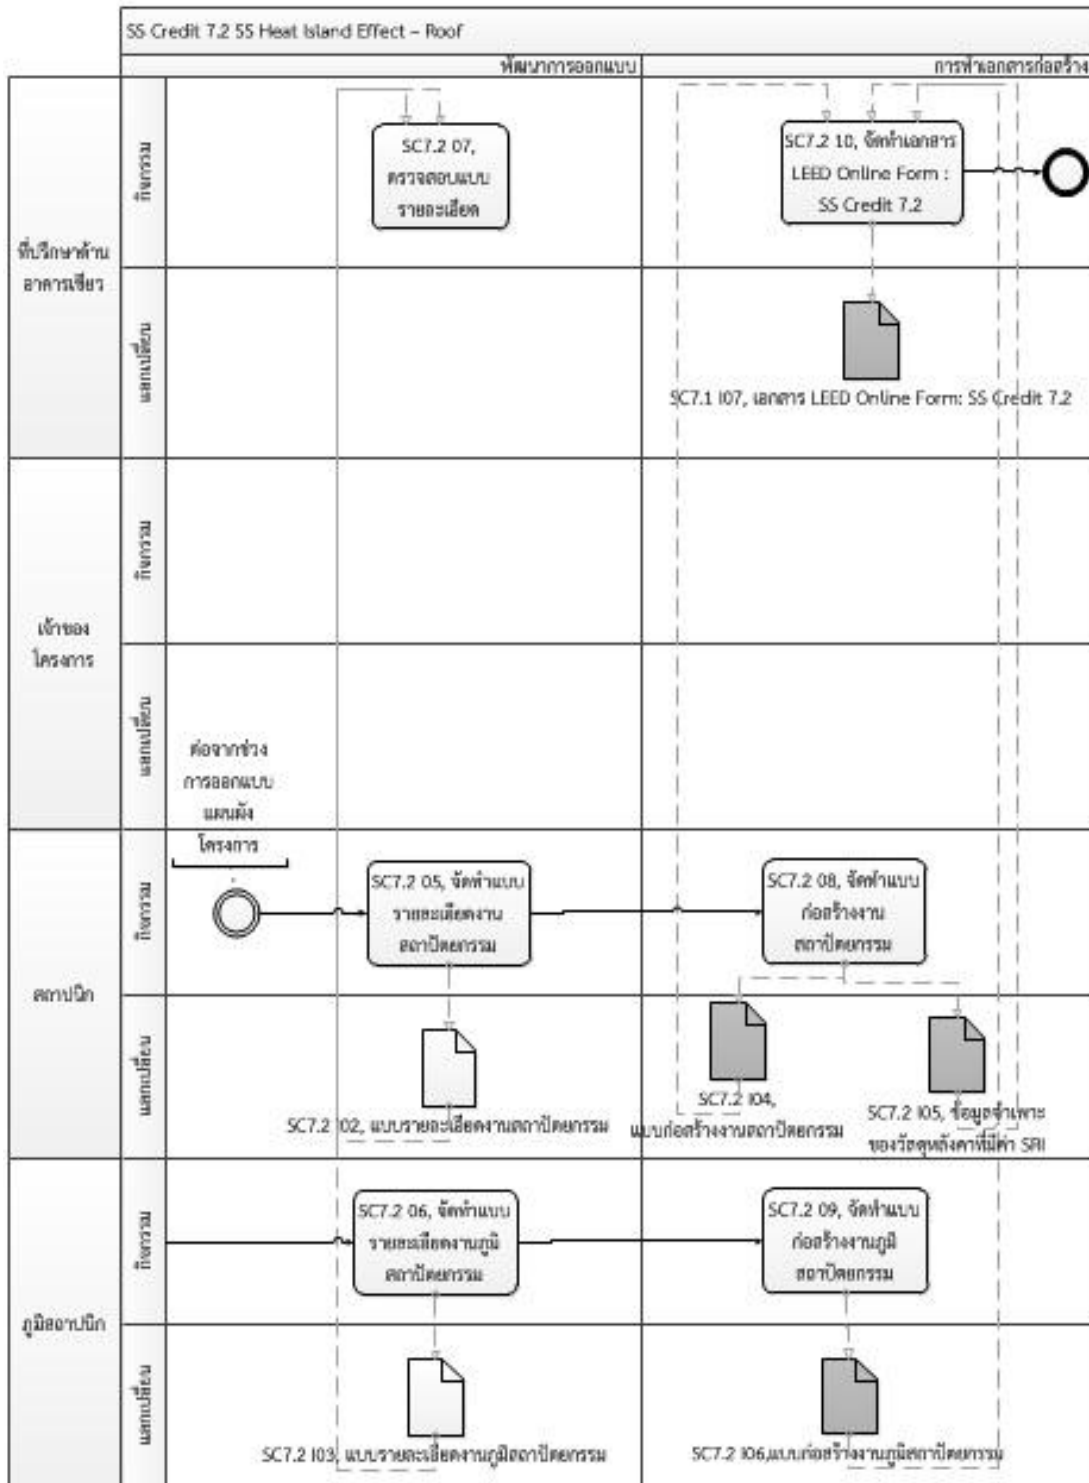 SS Credit 7.2 SS Heat Island Effect – Roof
พัฒนาการออกแบบ
การทำเอกสารก่อสร้าง
ที่ปรึกษาด้าน
อาคารเขียว
กิจกรรม
SC7.2 07,
ตรวจสอบแบบ
รายละเอียด
SC7.2 10, จัดทำเอกสาร
LEED Online Form :
SS Credit 7.2
แลกเปลี่ยน
SC7.1 I07, เอกสาร LEED Online Form: SS Credit 7.2
เจ้าของ
โครงการ
กิจกรรม
แลกเปลี่ยน
ต่อจากช่วง
การออกแบบ
แผนผัง
โครงการ
สถาปนิก
กิจกรรม
SC7.2 05, จัดทำแบบ
รายละเอียดงาน
สถาปัตยกรรม
SC7.2 08, จัดทำแบบ
ก่อสร้างงาน
สถาปัตยกรรม
แลกเปลี่ยน
SC7.2 I02, แบบรายละเอียดงานสถาปัตยกรรม
SC7.2 I04,
แบบก่อสร้างงานสถาปัตยกรรม
SC7.2 I05, ข้อมูลจำเพาะ
ของวัสดุหลังคาที่มีค่า SRI
ภูมิสถาปนิก
กิจกรรม
SC7.2 06, จัดทำแบบ
รายละเอียดงานภูมิ
สถาปัตยกรรม
SC7.2 09, จัดทำแบบ
ก่อสร้างงานภูมิ
สถาปัตยกรรม
แลกเปลี่ยน
SC7.2 I03, แบบรายละเอียดงานภูมิสถาปัตยกรรม
SC7.2 I06,แบบก่อสร้างงานภูมิสถาปัตยกรรม